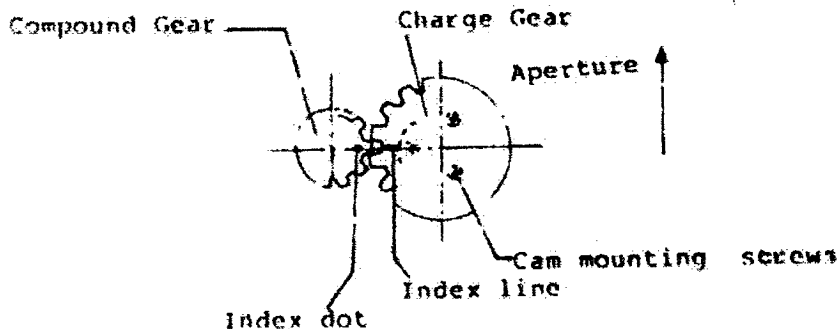 Compound Gear
Charge Gear
Aperture
Cam mounting screws
Index line
Index dot